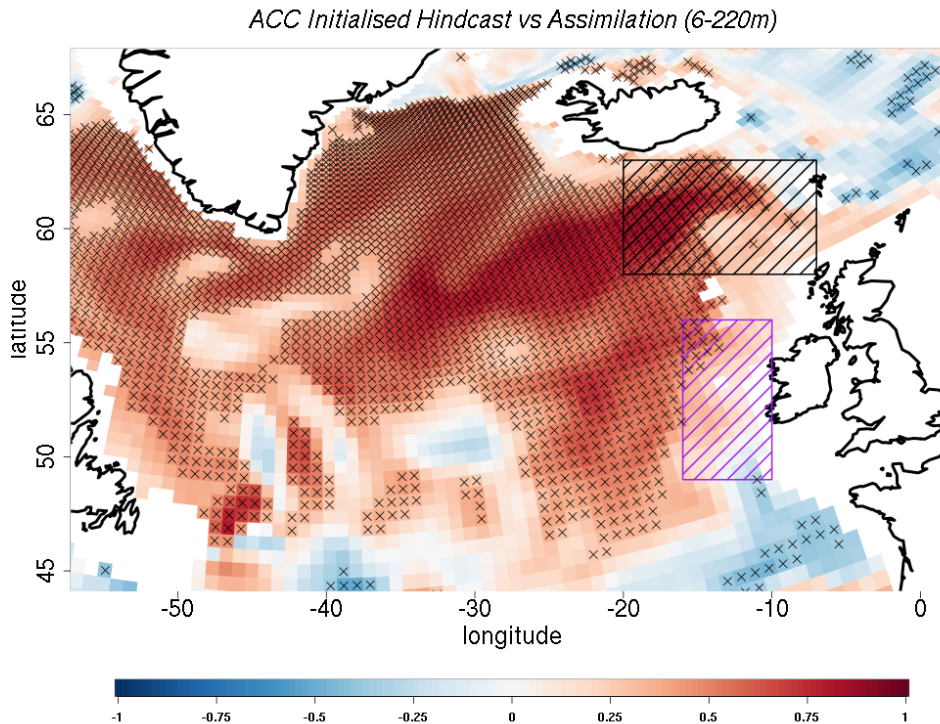 ACC Initialised Hindcast vs Assimilation (6-220m)
65
60
55
50
45
latitude
-50 -40 -30 -20 -10 0
longitude
-1 -0.75 -0.5 -0.25 0 0.25 0.5 0.75 1